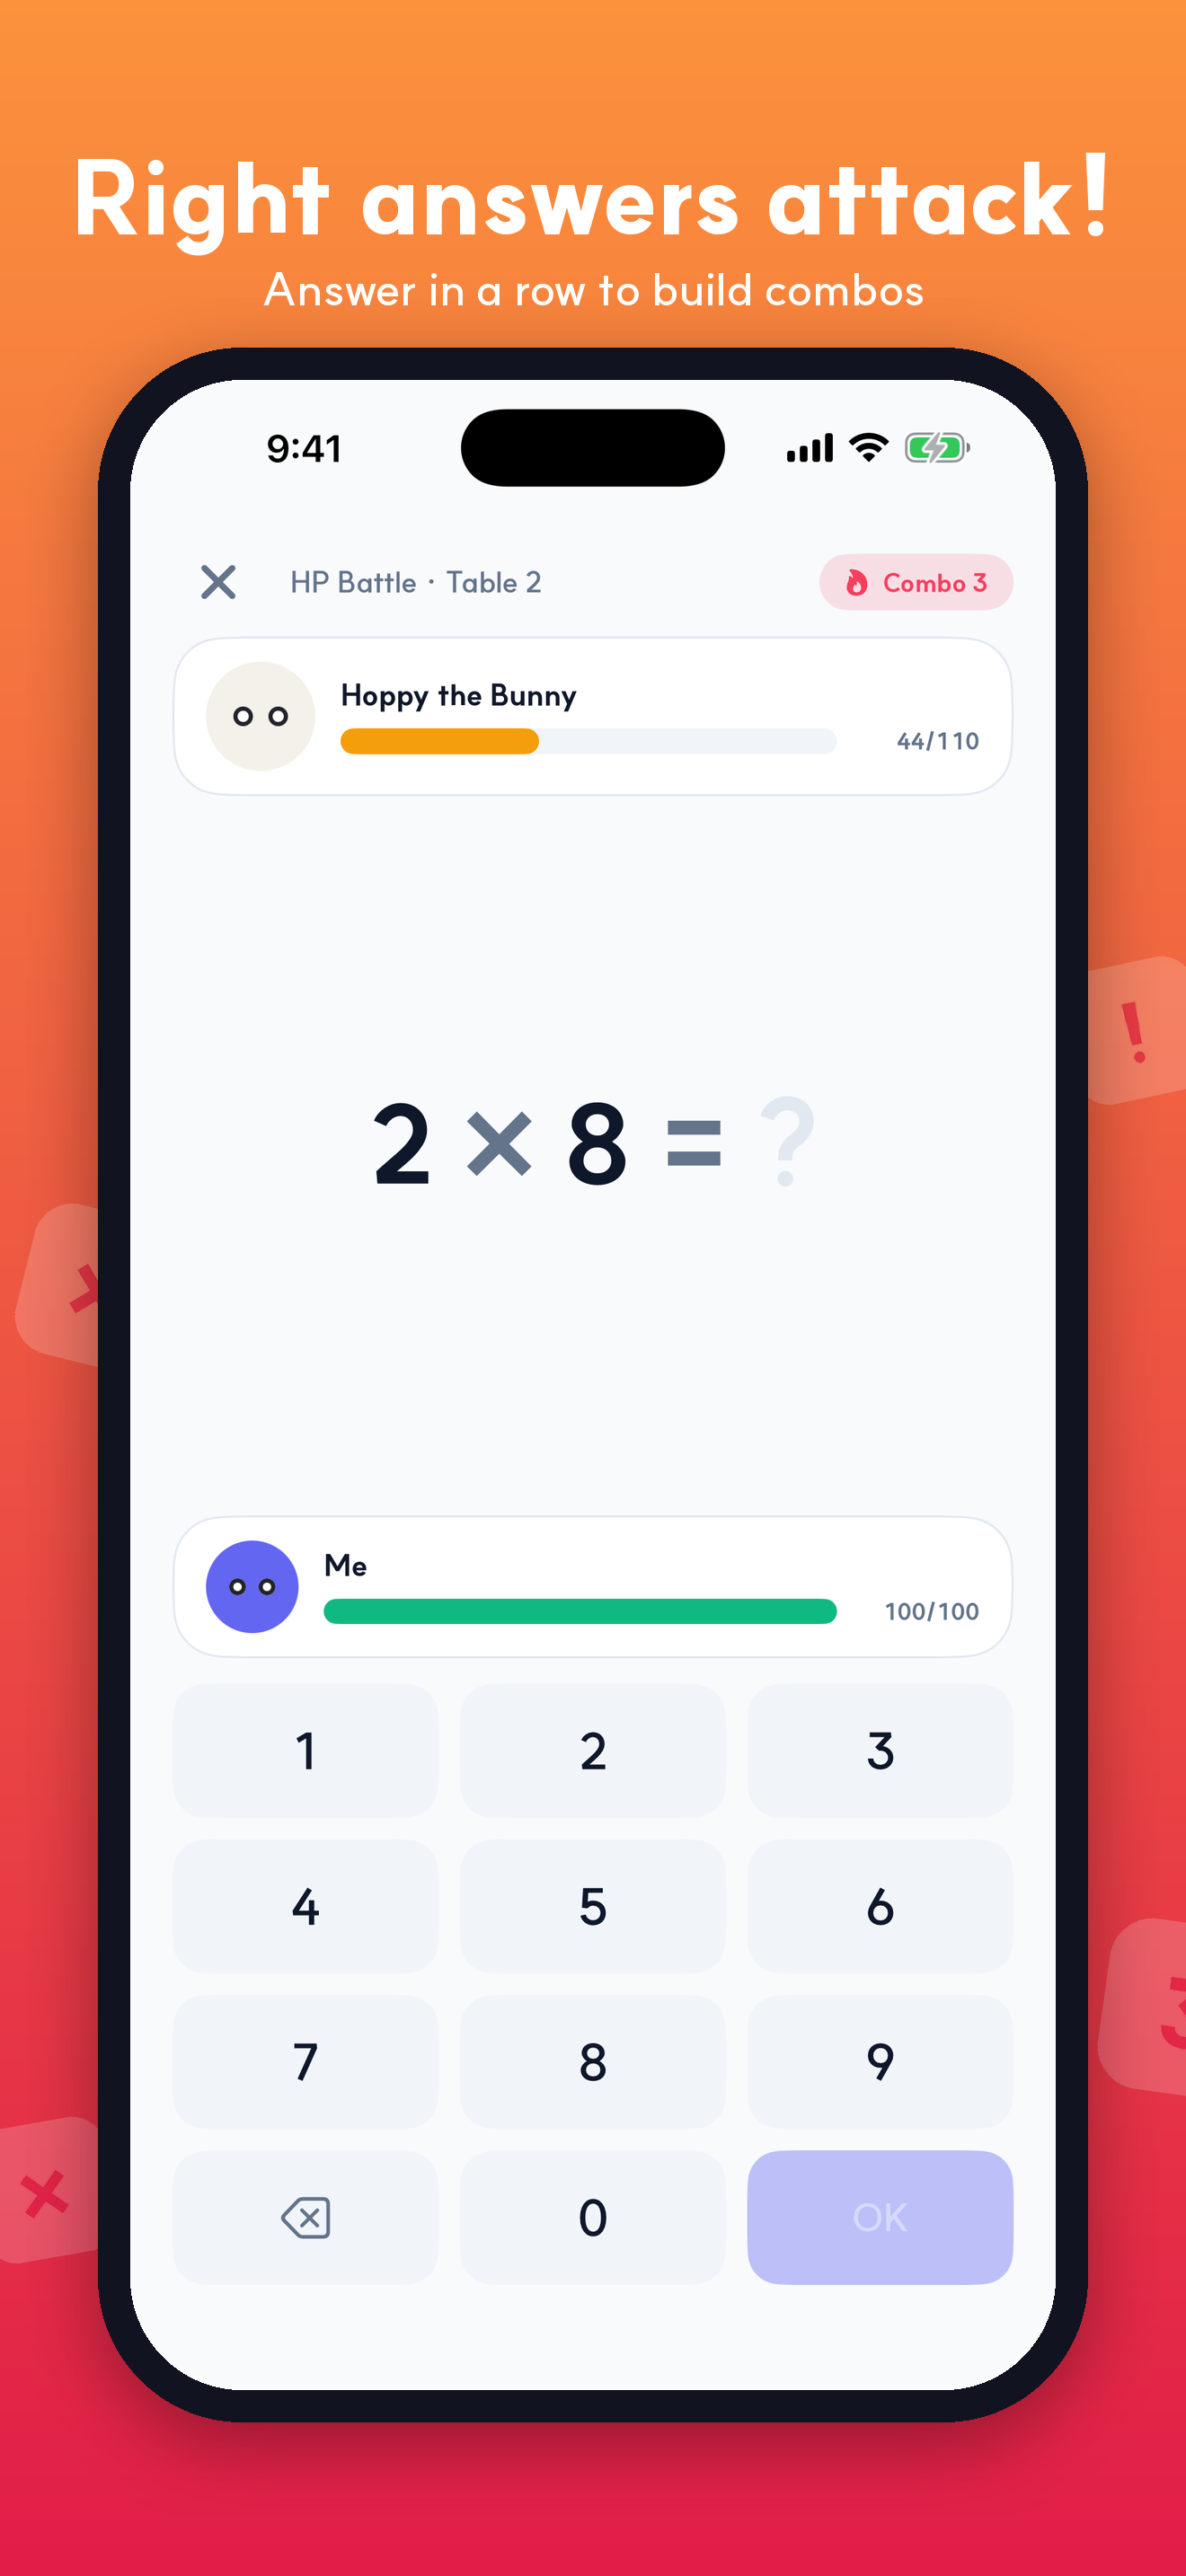 Right answers attack!
Answer in a row to build combos
9:41
HP Battle · Table 2
Combo 3
Hoppy the Bunny
44/110
!
2 × 8 = ?
×
Me
100/100
1 2 3
4 5 6
3
7 8 9
×
0 OK